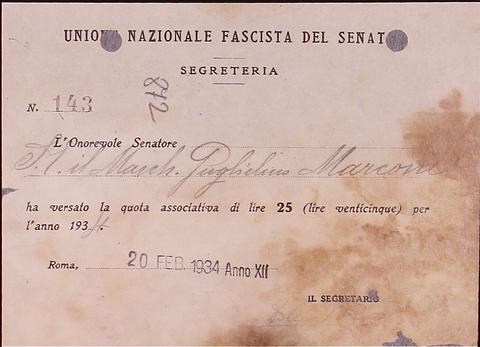 UNIONE NAZIONALE FASCISTA DEL SENATO
SEGRETERIA
872
N. 143
L'Onorevole Senatore
S. E. il March. Guglielmo Marconi
ha versato la quota associativa di lire 25 (lire venticinque) per
l'anno 1934.
Roma, 20 FEB. 1934 Anno XII
IL SEGRETARIO